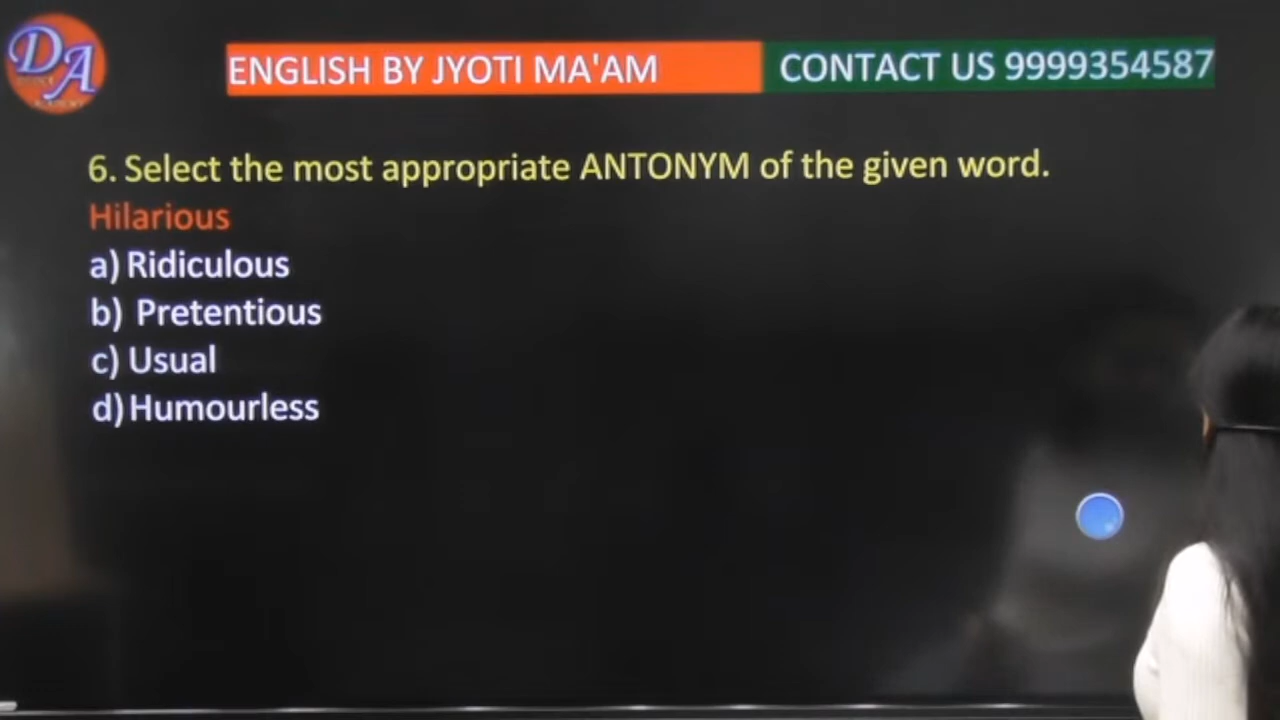 DA
ENGLISH BY JYOTI MA'AM
CONTACT US 9999354587
6. Select the most appropriate ANTONYM of the given word.
Hilarious
a) Ridiculous
b) Pretentious
c) Usual
d) Humourless